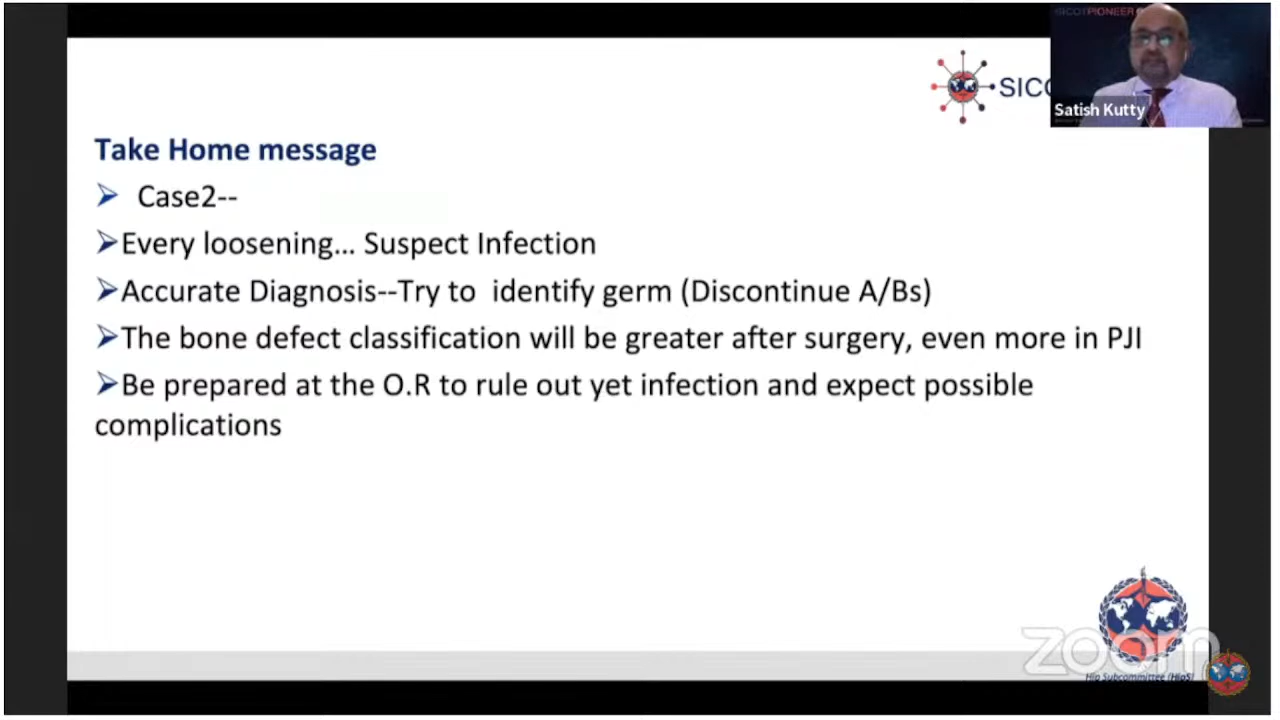 SICOTPIONEER
SICO
Satish Kutty
Take Home message
Case2--
Every loosening... Suspect Infection
Accurate Diagnosis--Try to identify germ (Discontinue A/Bs)
The bone defect classification will be greater after surgery, even more in PJI
Be prepared at the O.R to rule out yet infection and expect possible
complications
zoom
Hip Subcommittee (HipS)